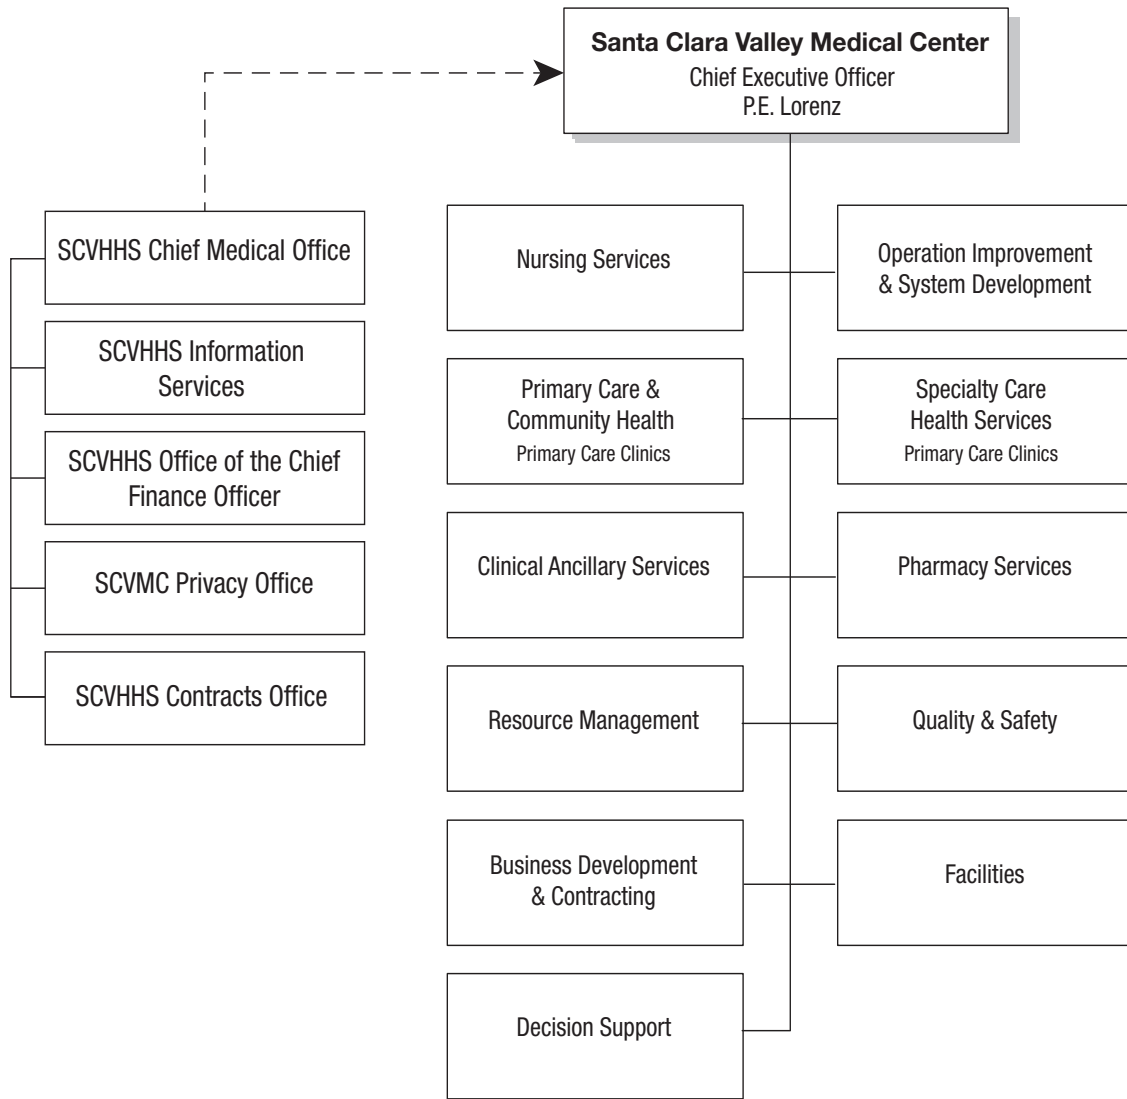 Santa Clara Valley Medical Center
Chief Executive Officer
P.E. Lorenz
SCVHHS Chief Medical Office
SCVHHS Information
Services
SCVHHS Office of the Chief
Finance Officer
SCVMC Privacy Office
SCVHHS Contracts Office
Nursing Services
Operation Improvement
& System Development
Primary Care &
Community Health
Primary Care Clinics
Specialty Care
Health Services
Primary Care Clinics
Clinical Ancillary Services
Pharmacy Services
Resource Management
Quality & Safety
Business Development
& Contracting
Facilities
Decision Support